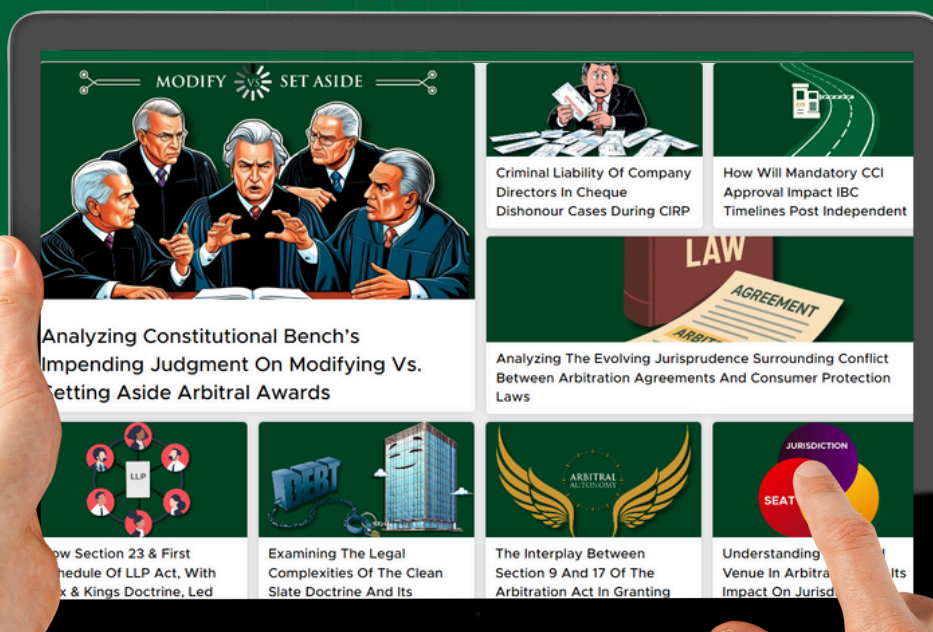 MODIFY VS SET ASIDE
Analyzing Constitutional Bench's
Impending Judgment On Modifying Vs.
Setting Aside Arbitral Awards
Criminal Liability Of Company
Directors In Cheque
Dishonour Cases During CIRP
How Will Mandatory CCI
Approval Impact IBC
Timelines Post Independent
LAW
AGREEMENT
Analyzing The Evolving Jurisprudence Surrounding Conflict
Between Arbitration Agreements And Consumer Protection
Laws
LLP
Section 23 & First
Of LLP Act, With
& Kings Doctrine, Led
DEBT
Examining The Legal
Complexities Of The Clean
Slate Doctrine And Its
ARBITRAL
AUTONOMY
The Interplay Between
Section 9 And 17 Of The
Arbitration Act In Granting
JURISDICTION
SEAT
Understanding
Venue In
Impact On